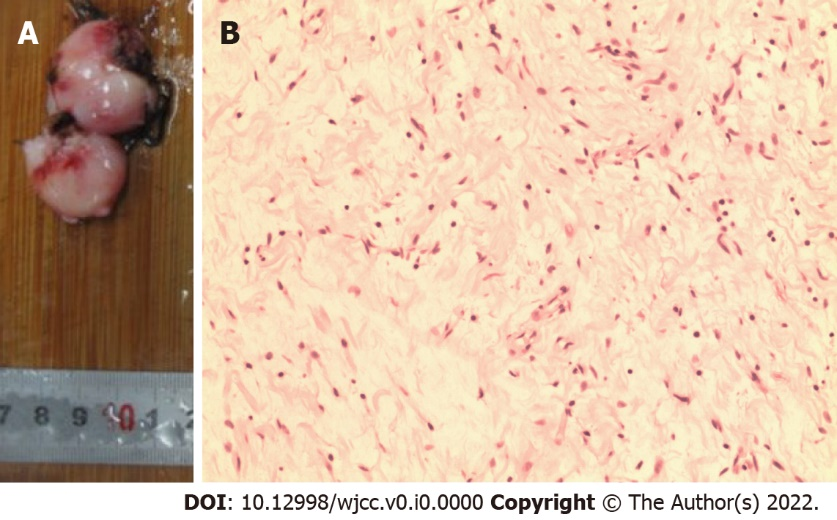 A
B
7 8 9 10 1
DOI: 10.12998/wjcc.v0.i0.0000 Copyright © The Author(s) 2022.